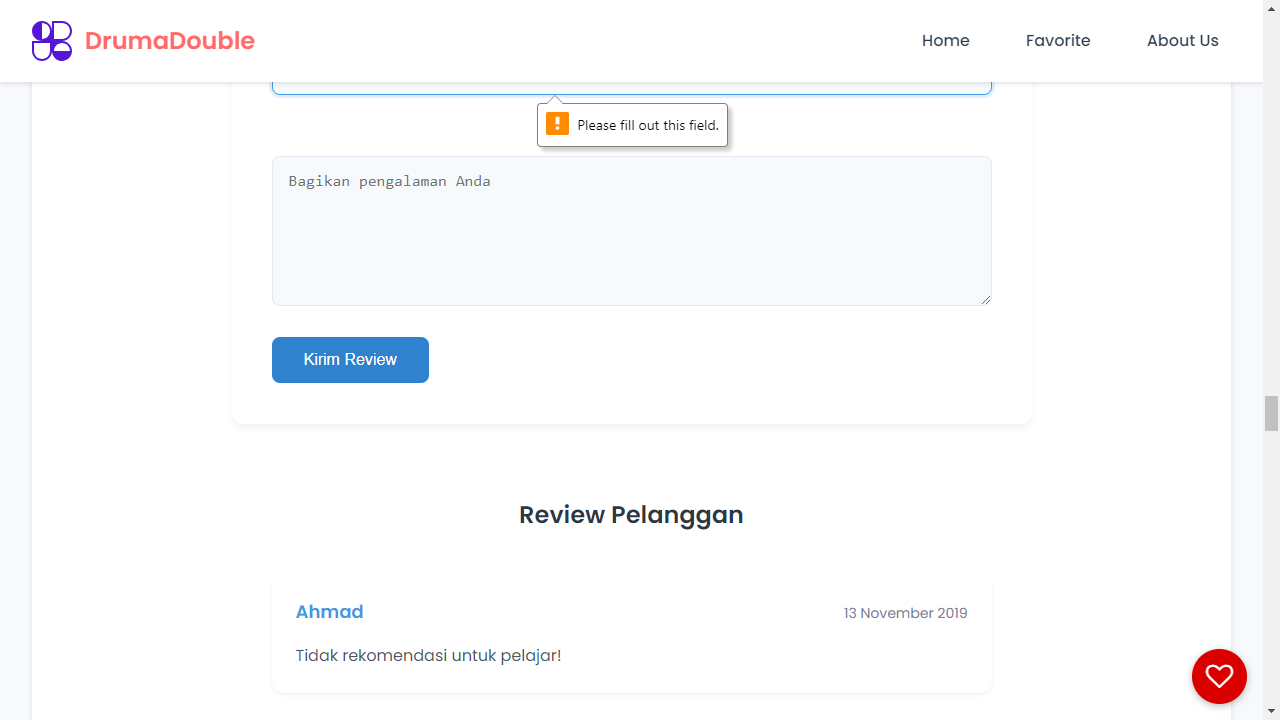 DrumaDouble
Home
Favorite
About Us
Please fill out this field.
Bagikan pengalaman Anda
Kirim Review
Review Pelanggan
Ahmad
13 November 2019
Tidak rekomendasi untuk pelajar!